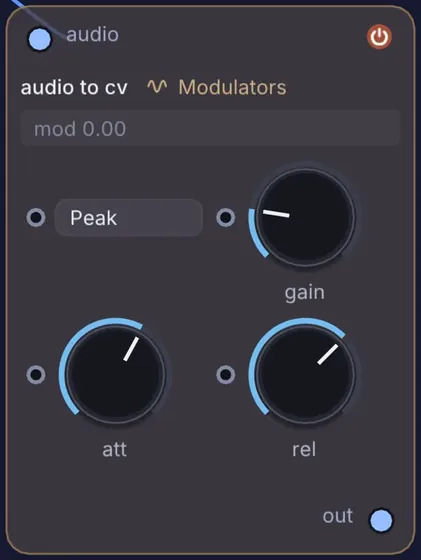 audio
audio to cv Modulators
mod 0.00
Peak
gain
att rel
out